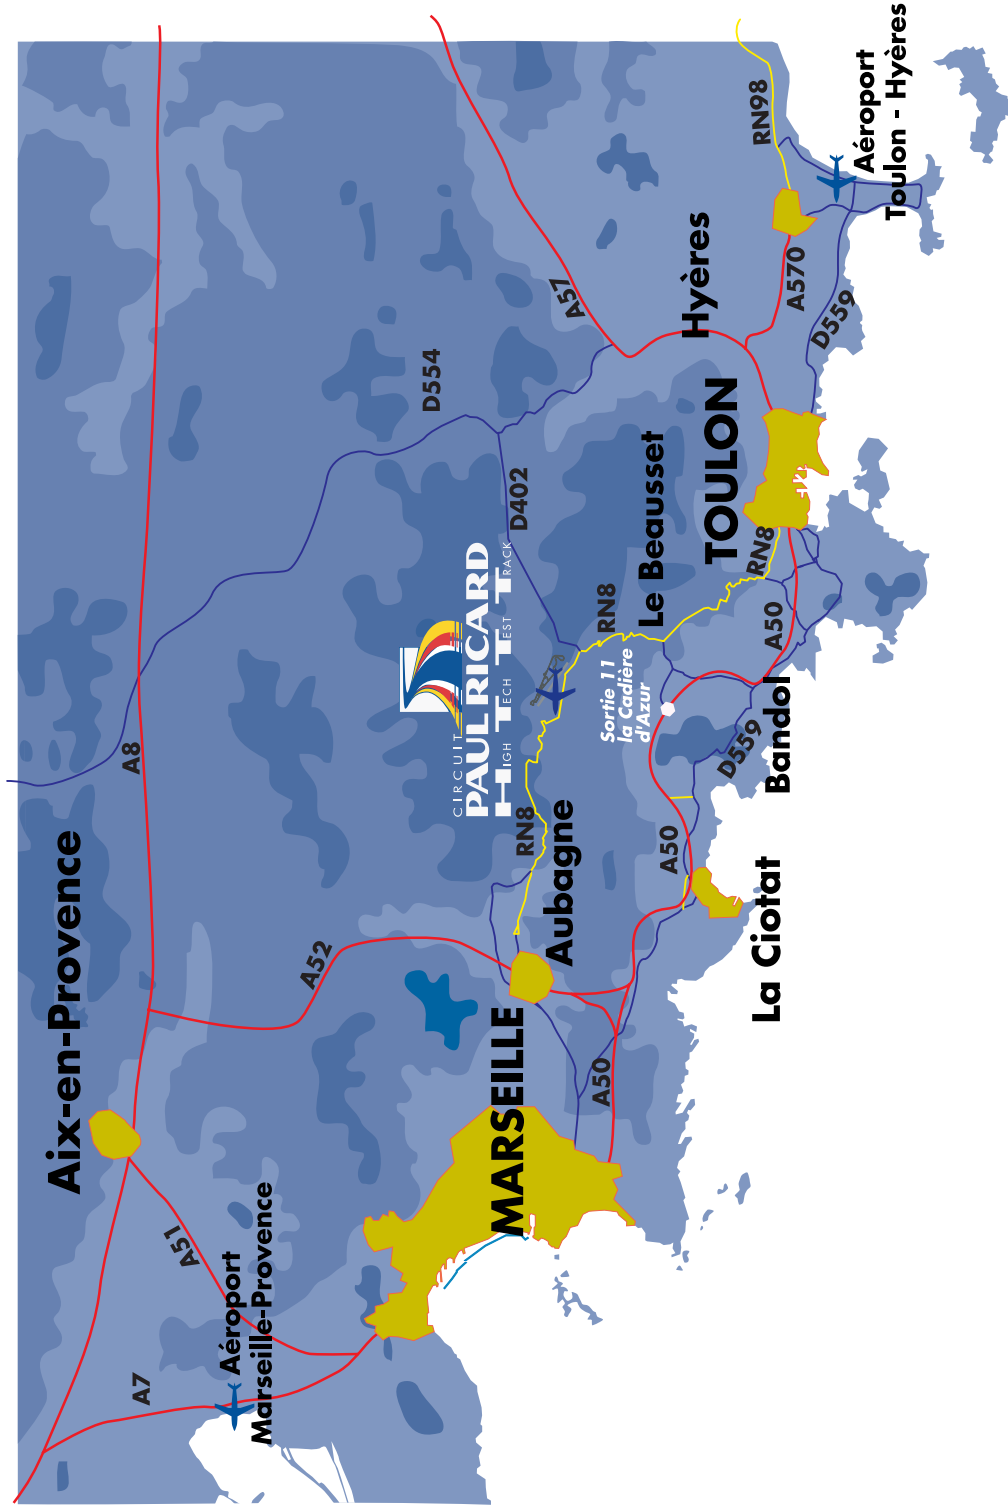 Aix-en-Provence
A8
A7
A51
Aéroport
Marseille-Provence
A52
D554
A57
RN98
Aéroport
Toulon - Hyères
Hyères
A570
D559
CIRCUIT
PAUL RICARD
HIGH TECH TEST TRACK
D402
RN8
Aubagne
MARSEILLE
A50
RN8
Le Beausset
Sortie 11
la Cadière
d'Azur
TOULON
RN8
A50
A50
D559
Bandol
La Ciotat